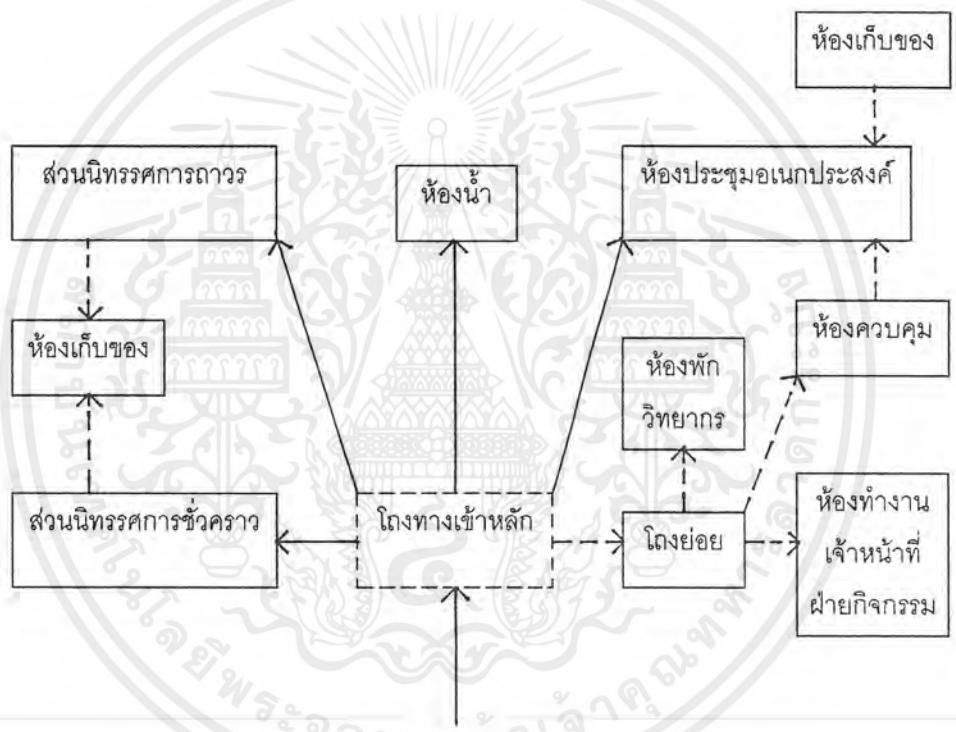 ห้องเก็บของ
ส่วนนิทรรศการถาวร
ห้องน้ำ
ห้องประชุมอเนกประสงค์
ห้องเก็บของ
ห้องควบคุม
ห้องพัก
วิทยากร
ส่วนนิทรรศการชั่วคราว
โถงทางเข้าหลัก
โถงย่อย
ห้องทำงาน
เจ้าหน้าที่
ฝ่ายกิจกรรม